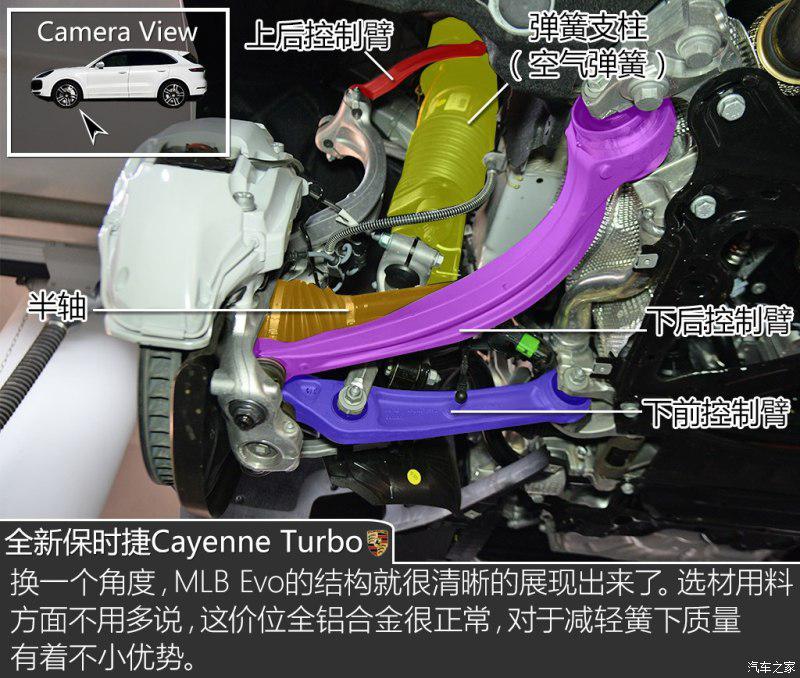 Camera View
上后控制臂
弹簧支柱
（空气弹簧）
半轴
下后控制臂
下前控制臂
全新保时捷Cayenne Turbo
换一个角度，MLB Evo的结构就很清晰的展现出来了。选材用料
方面不用多说，这价位全铝合金很正常，对于减轻簧下质量
有着不小优势。
汽车之家